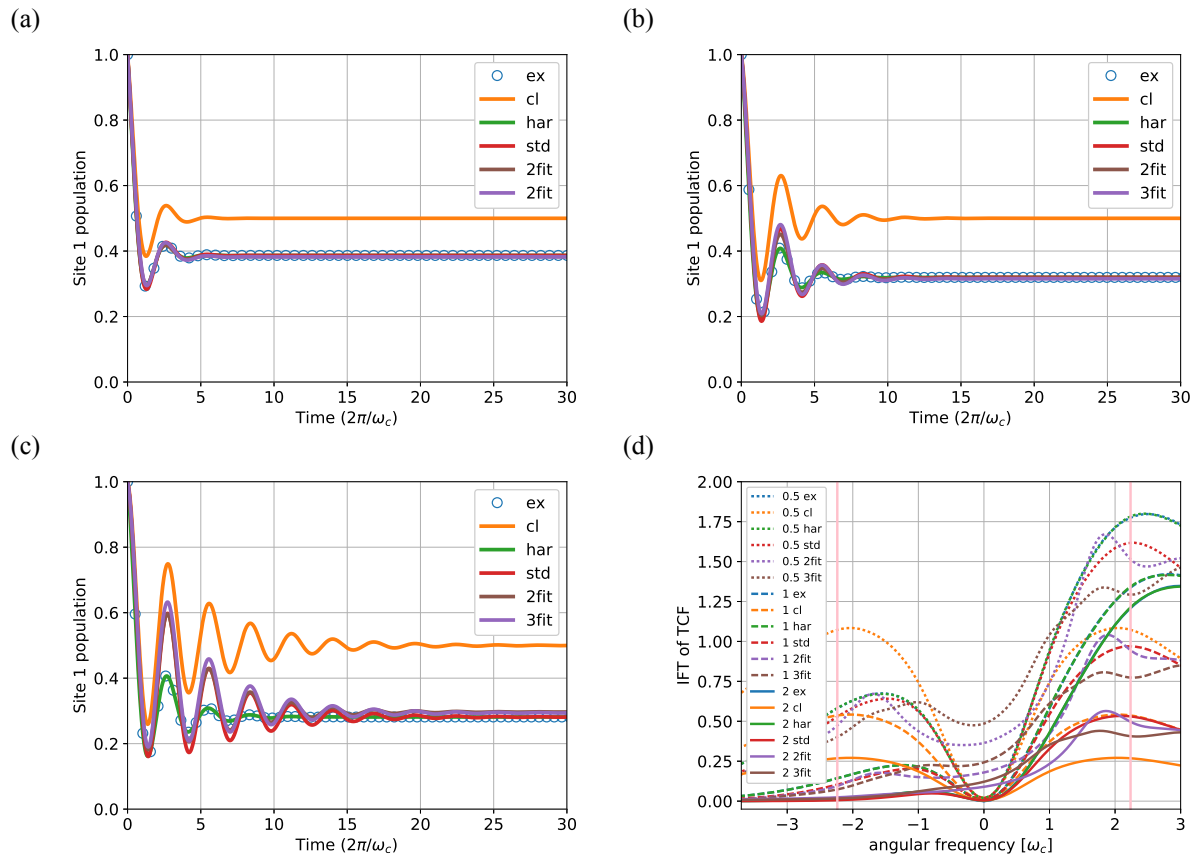 (a)
1.0
0.8
0.6
0.4
0.2
0.0
Site 1 population
0 5 10 15 20 25 30
Time (2π/ω_c)
ex
cl
har
std
2fit
2fit
(b)
1.0
0.8
0.6
0.4
0.2
0.0
Site 1 population
0 5 10 15 20 25 30
Time (2π/ω_c)
ex
cl
har
std
2fit
3fit
(c)
1.0
0.8
0.6
0.4
0.2
0.0
Site 1 population
0 5 10 15 20 25 30
Time (2π/ω_c)
ex
cl
har
std
2fit
3fit
(d)
2.00
1.75
1.50
1.25
1.00
0.75
0.50
0.25
0.00
IFT of TCF
−3 −2 −1 0 1 2 3
angular frequency [ω_c]
0.5 ex
0.5 cl
0.5 har
0.5 std
0.5 2fit
0.5 3fit
1 ex
1 cl
1 har
1 std
1 2fit
1 3fit
2 ex
2 cl
2 har
2 std
2 2fit
2 3fit